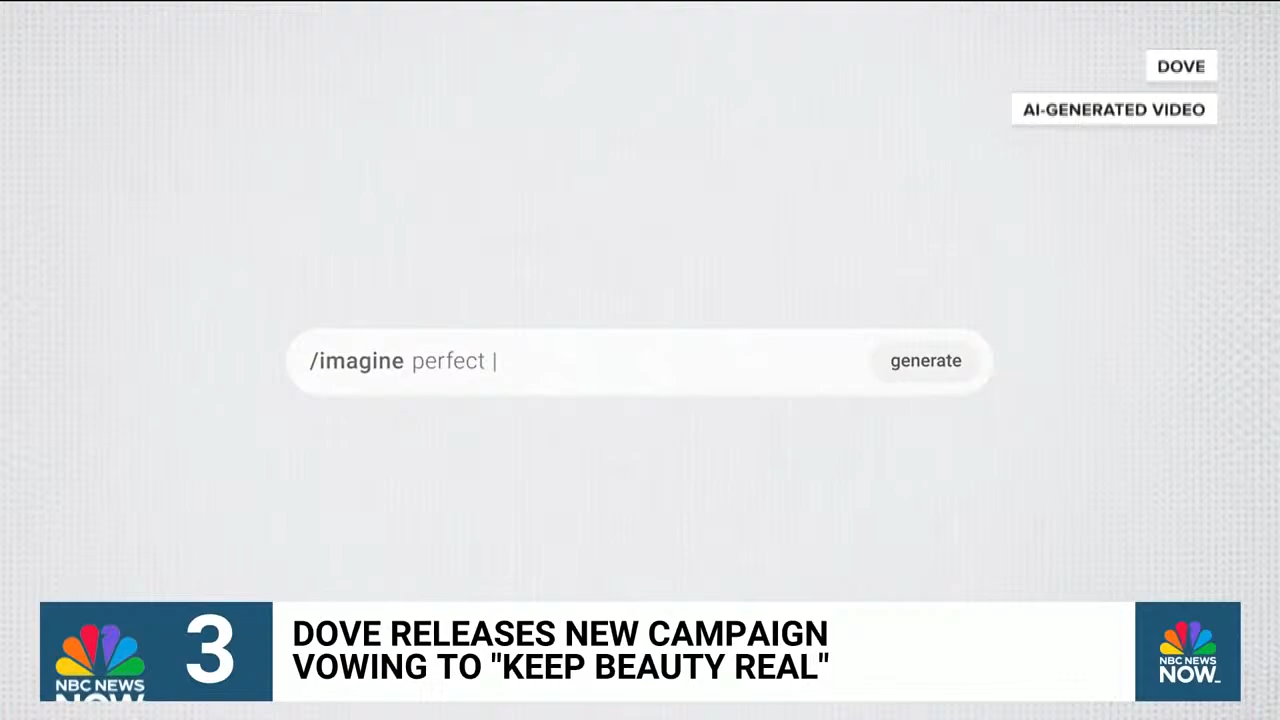 DOVE
AI-GENERATED VIDEO
/imagine perfect |
generate
3
DOVE RELEASES NEW CAMPAIGN
VOWING TO "KEEP BEAUTY REAL"
NBC NEWS
NOW
NBC NEWS
NOW_